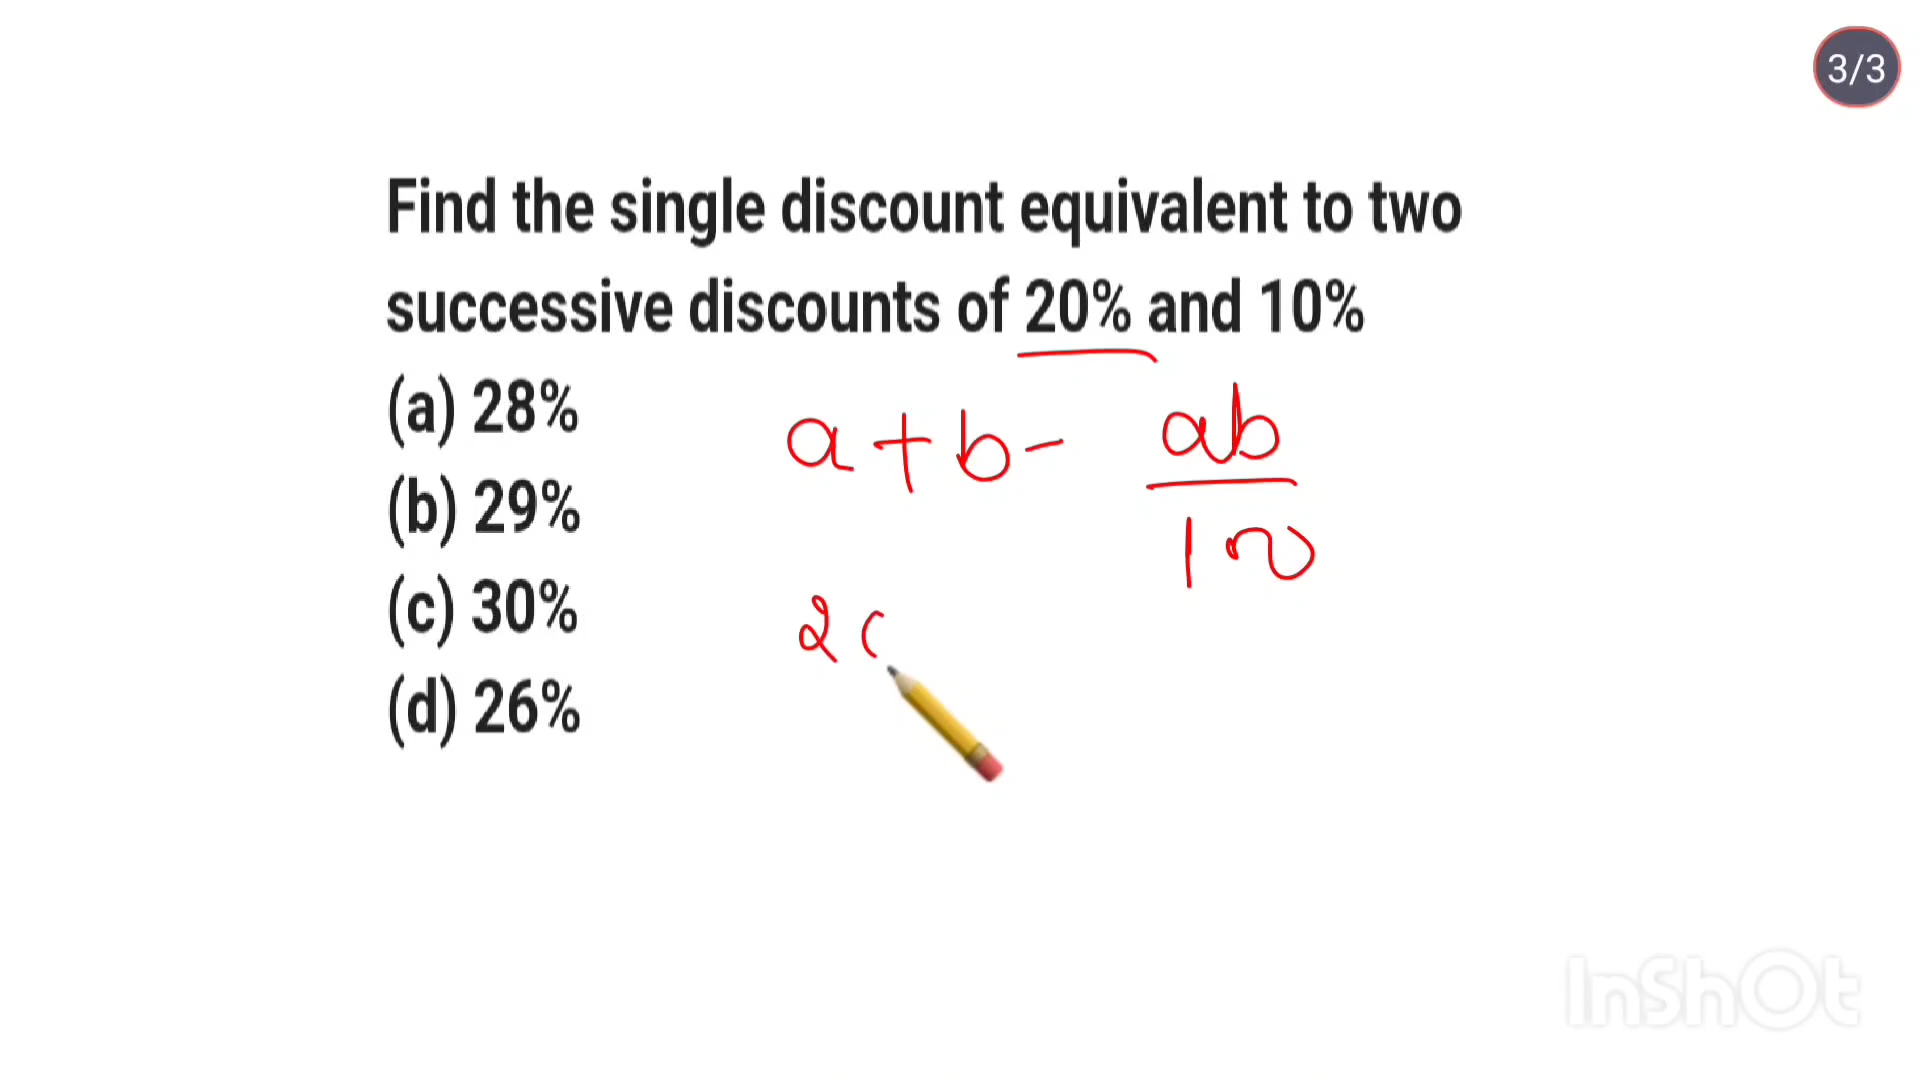 3/3
Find the single discount equivalent to two
successive discounts of 20% and 10%
(a) 28%
(b) 29%
(c) 30%
(d) 26%
a + b - ab/100
20
InShOt